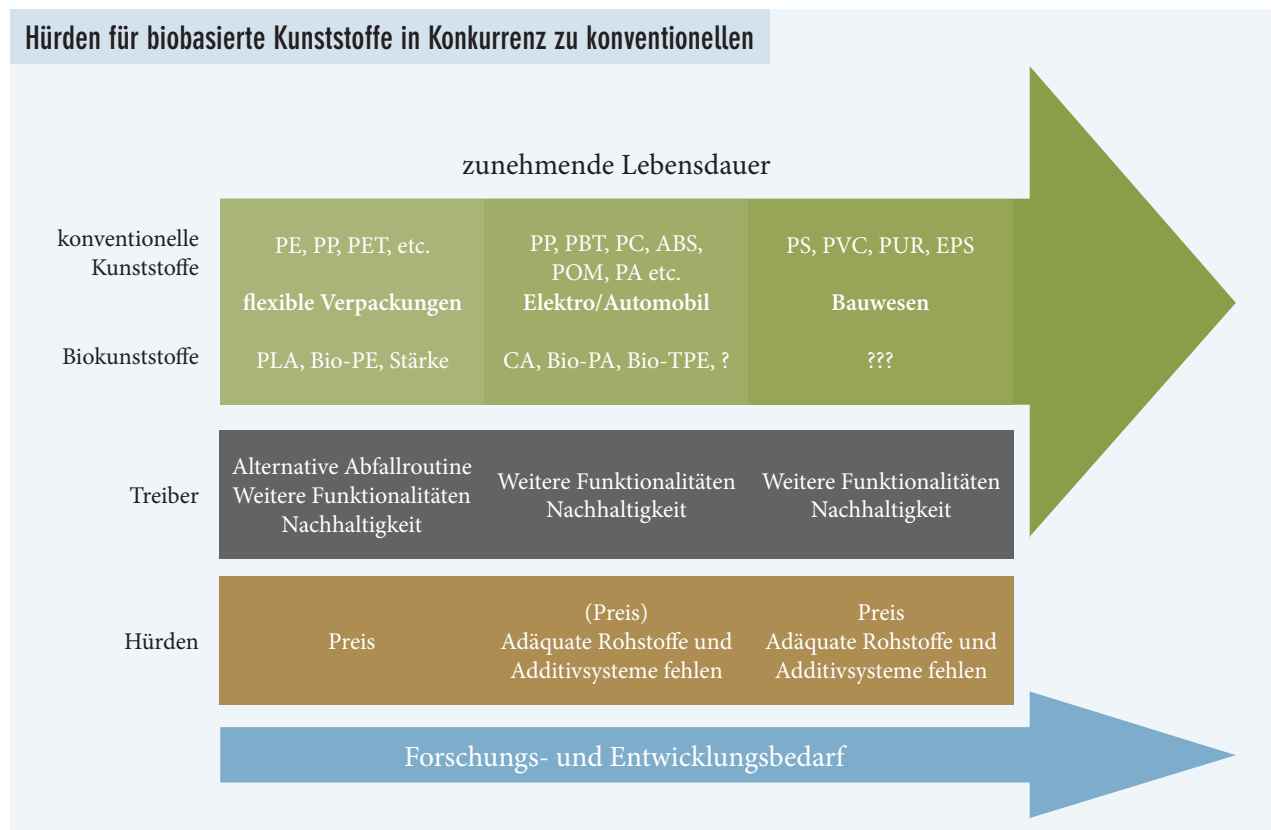 Hürden für biobasierte Kunststoffe in Konkurrenz zu konventionellen
zunehmende Lebensdauer
konventionelle
Kunststoffe
PE, PP, PET, etc.
PP, PBT, PC, ABS,
POM, PA etc.
PS, PVC, PUR, EPS
flexible Verpackungen
Elektro/Automobil
Bauwesen
Biokunststoffe
PLA, Bio-PE, Stärke
CA, Bio-PA, Bio-TPE, ?
???
Treiber
Alternative Abfallroutine
Weitere Funktionalitäten
Nachhaltigkeit
Weitere Funktionalitäten
Nachhaltigkeit
Weitere Funktionalitäten
Nachhaltigkeit
Hürden
Preis
(Preis)
Adäquate Rohstoffe und
Additivsysteme fehlen
Preis
Adäquate Rohstoffe und
Additivsysteme fehlen
Forschungs- und Entwicklungsbedarf